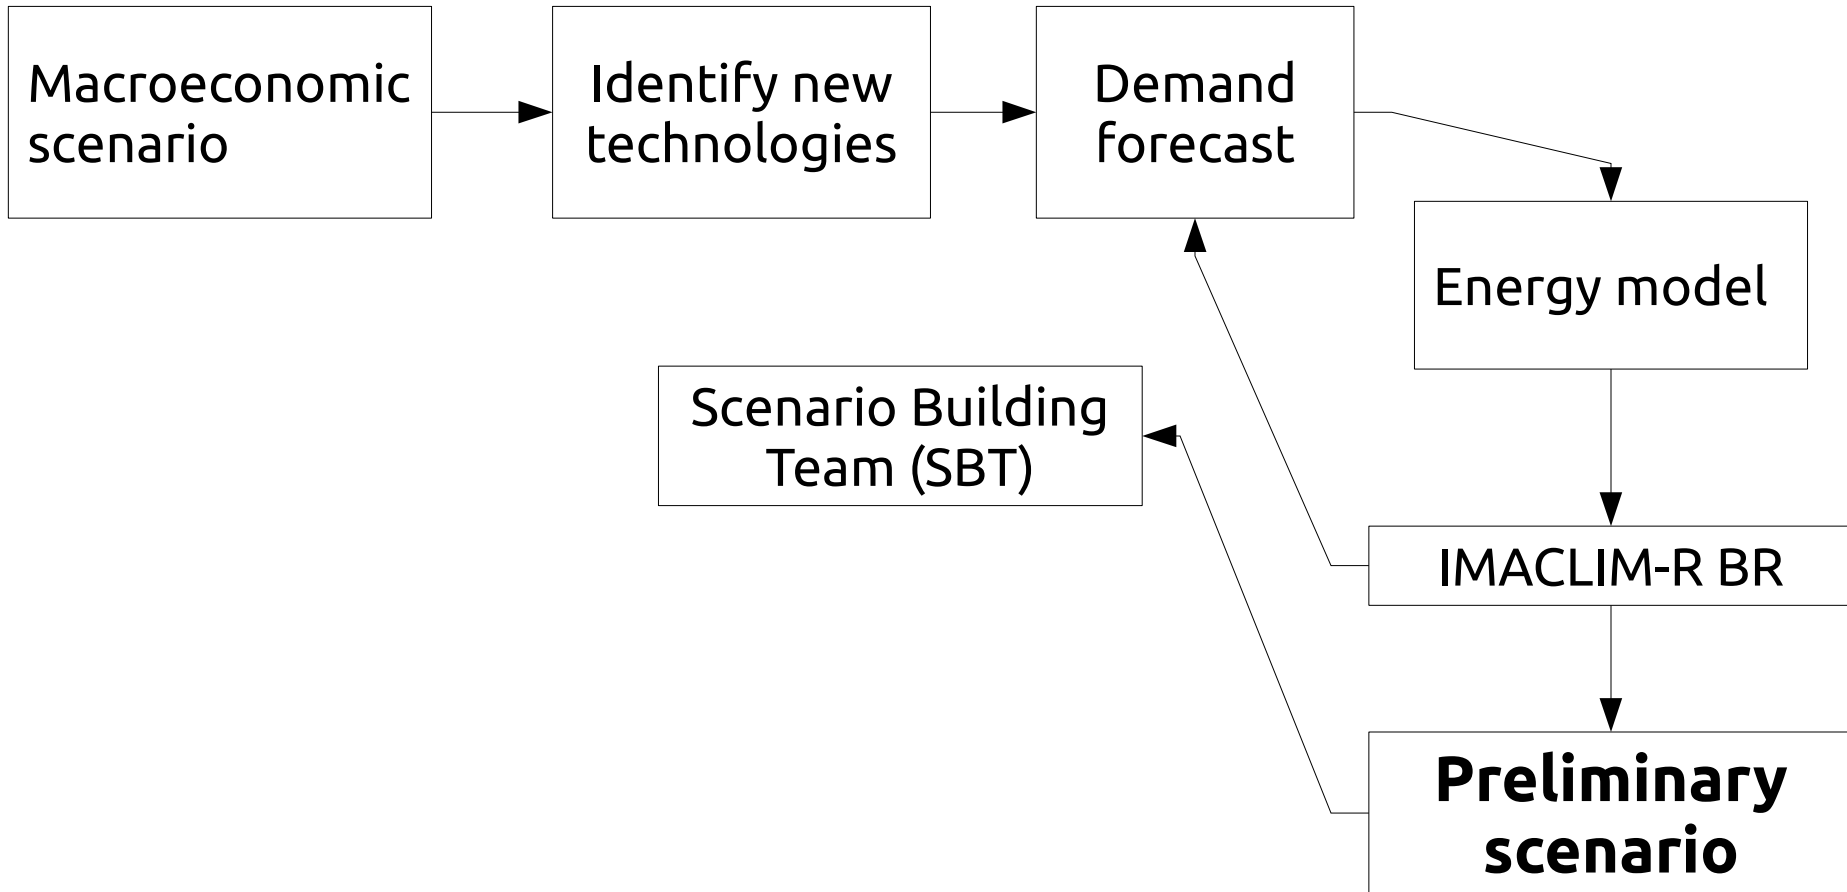 Macroeconomic
scenario
Identify new
technologies
Demand
forecast
Energy model
Scenario Building
Team (SBT)
IMACLIM-R BR
Preliminary
scenario